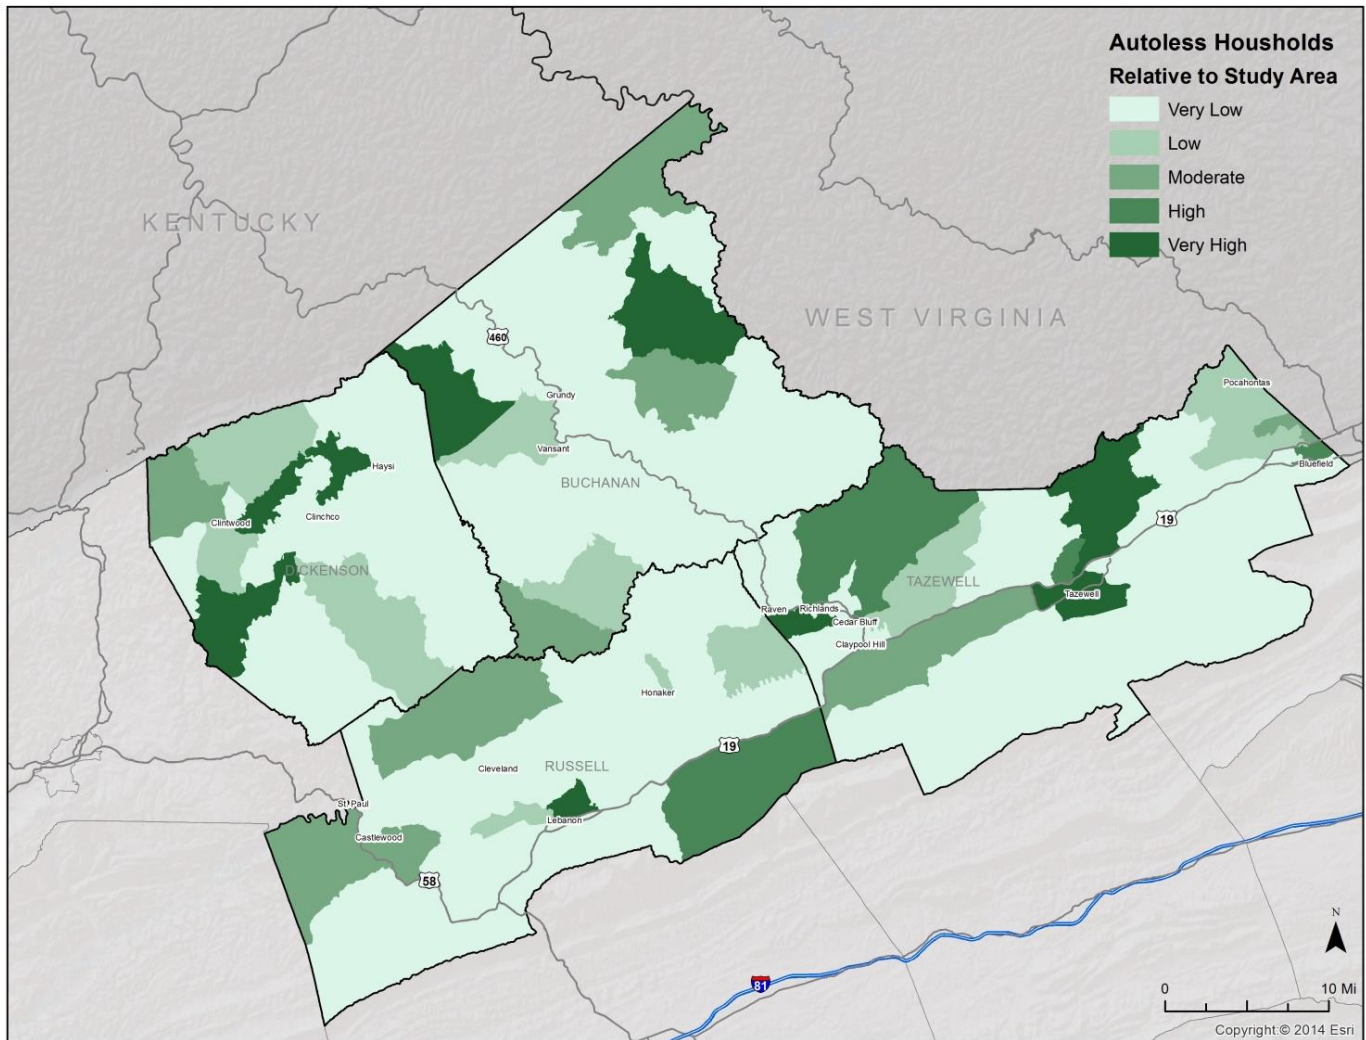 Autoless Housholds
Relative to Study Area
Very Low
Low
Moderate
High
Very High
KENTUCKY
WEST VIRGINIA
460
Grundy
Pocahontas
Vansant
Haysi
Bluefield
BUCHANAN
Clintwood
Clinchco
19
DICKENSON
TAZEWELL
Tazewell
Raven
Richlands
Cedar Bluff
Claypool Hill
Honaker
19
Cleveland
RUSSELL
St. Paul
Lebanon
Castlewood
58
N
81
0
10 Mi
Copyright:© 2014 Esri